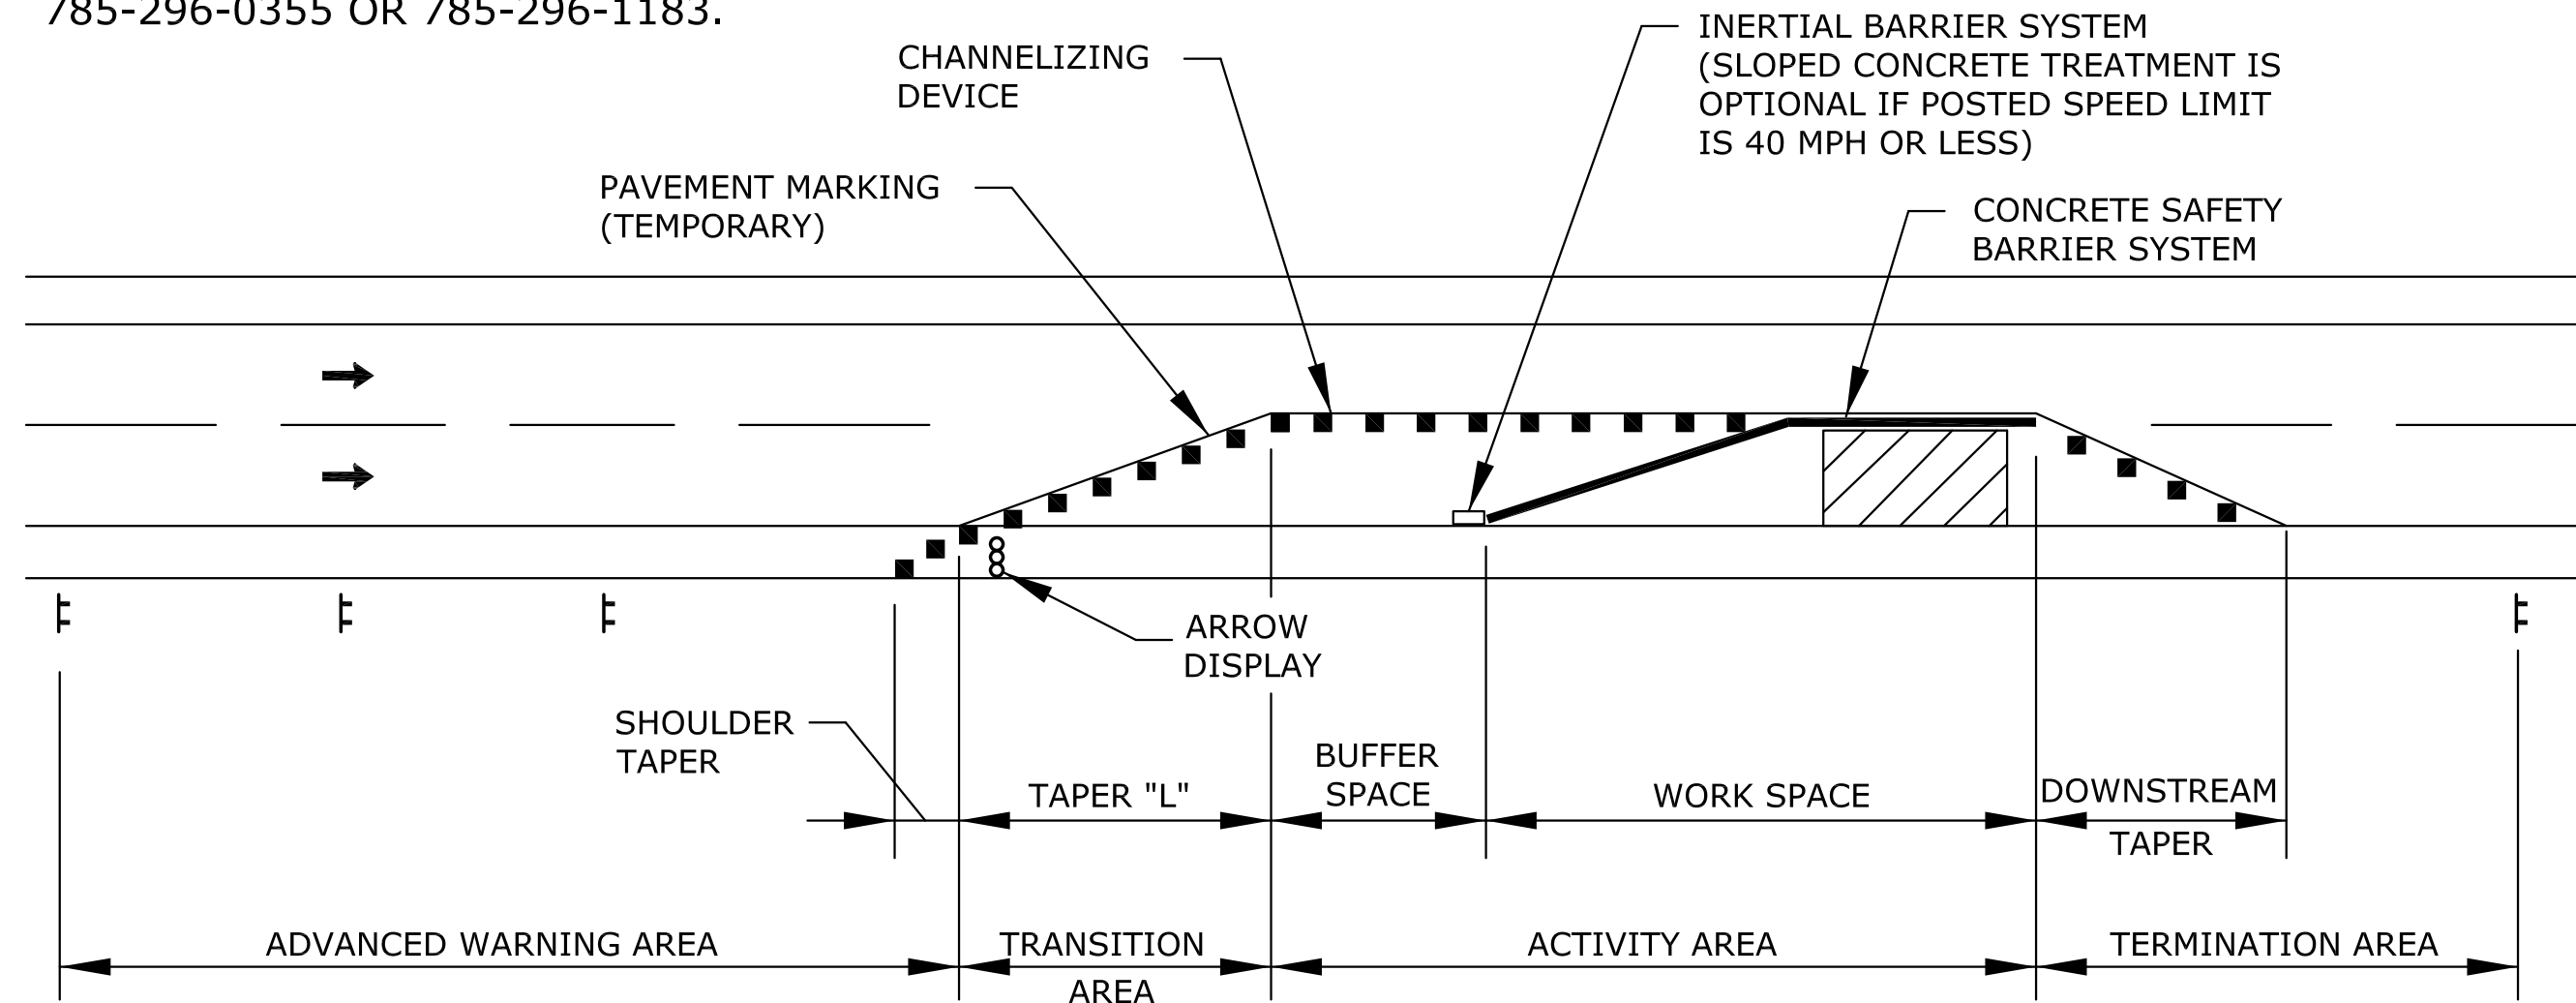 785-296-0355 OR 785-296-1183.
INERTIAL BARRIER SYSTEM
(SLOPED CONCRETE TREATMENT IS
OPTIONAL IF POSTED SPEED LIMIT
IS 40 MPH OR LESS)
CHANNELIZING
DEVICE
PAVEMENT MARKING
(TEMPORARY)
CONCRETE SAFETY
BARRIER SYSTEM
ARROW
DISPLAY
SHOULDER
TAPER
TAPER "L"
BUFFER
SPACE
WORK SPACE
DOWNSTREAM
TAPER
ADVANCED WARNING AREA
TRANSITION
AREA
ACTIVITY AREA
TERMINATION AREA